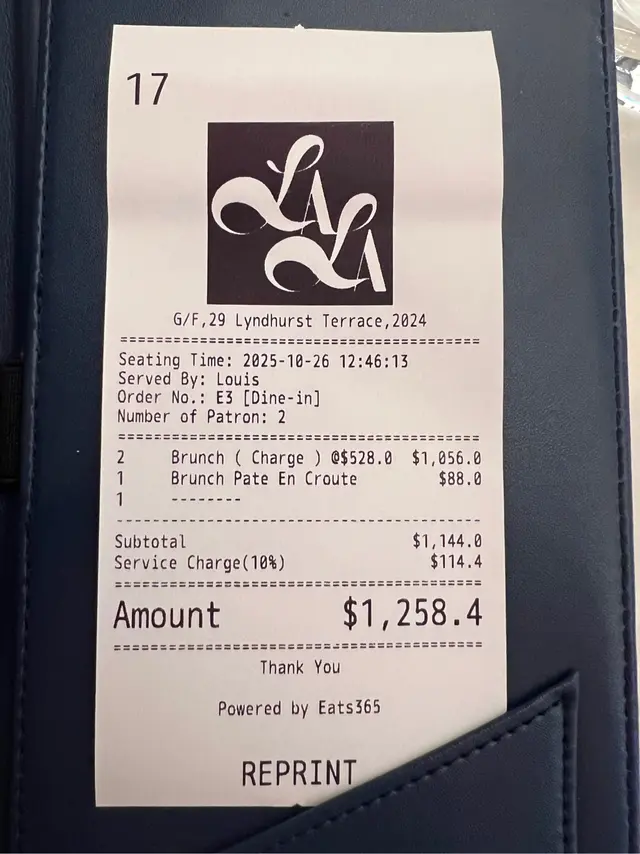 17
LALA
G/F,29 Lyndhurst Terrace,2024
================================================
Seating Time: 2025-10-26 12:46:13
Served By: Louis
Order No.: E3 [Dine-in]
Number of Patron: 2
================================================
2 Brunch ( Charge ) @$528.0 $1,056.0
1 Brunch Pate En Croute $88.0
1 --------
------------------------------------------------
Subtotal $1,144.0
Service Charge(10%) $114.4
================================================
Amount $1,258.4
================================================
Thank You
Powered by Eats365
REPRINT